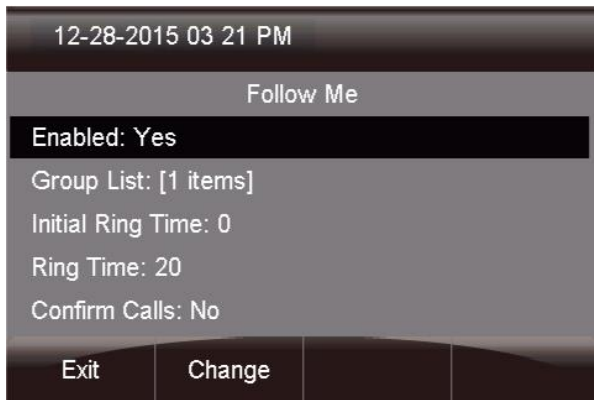 12-28-2015 03 21 PM
Follow Me
Enabled: Yes
Group List: [1 items]
Initial Ring Time: 0
Ring Time: 20
Confirm Calls: No
Exit Change